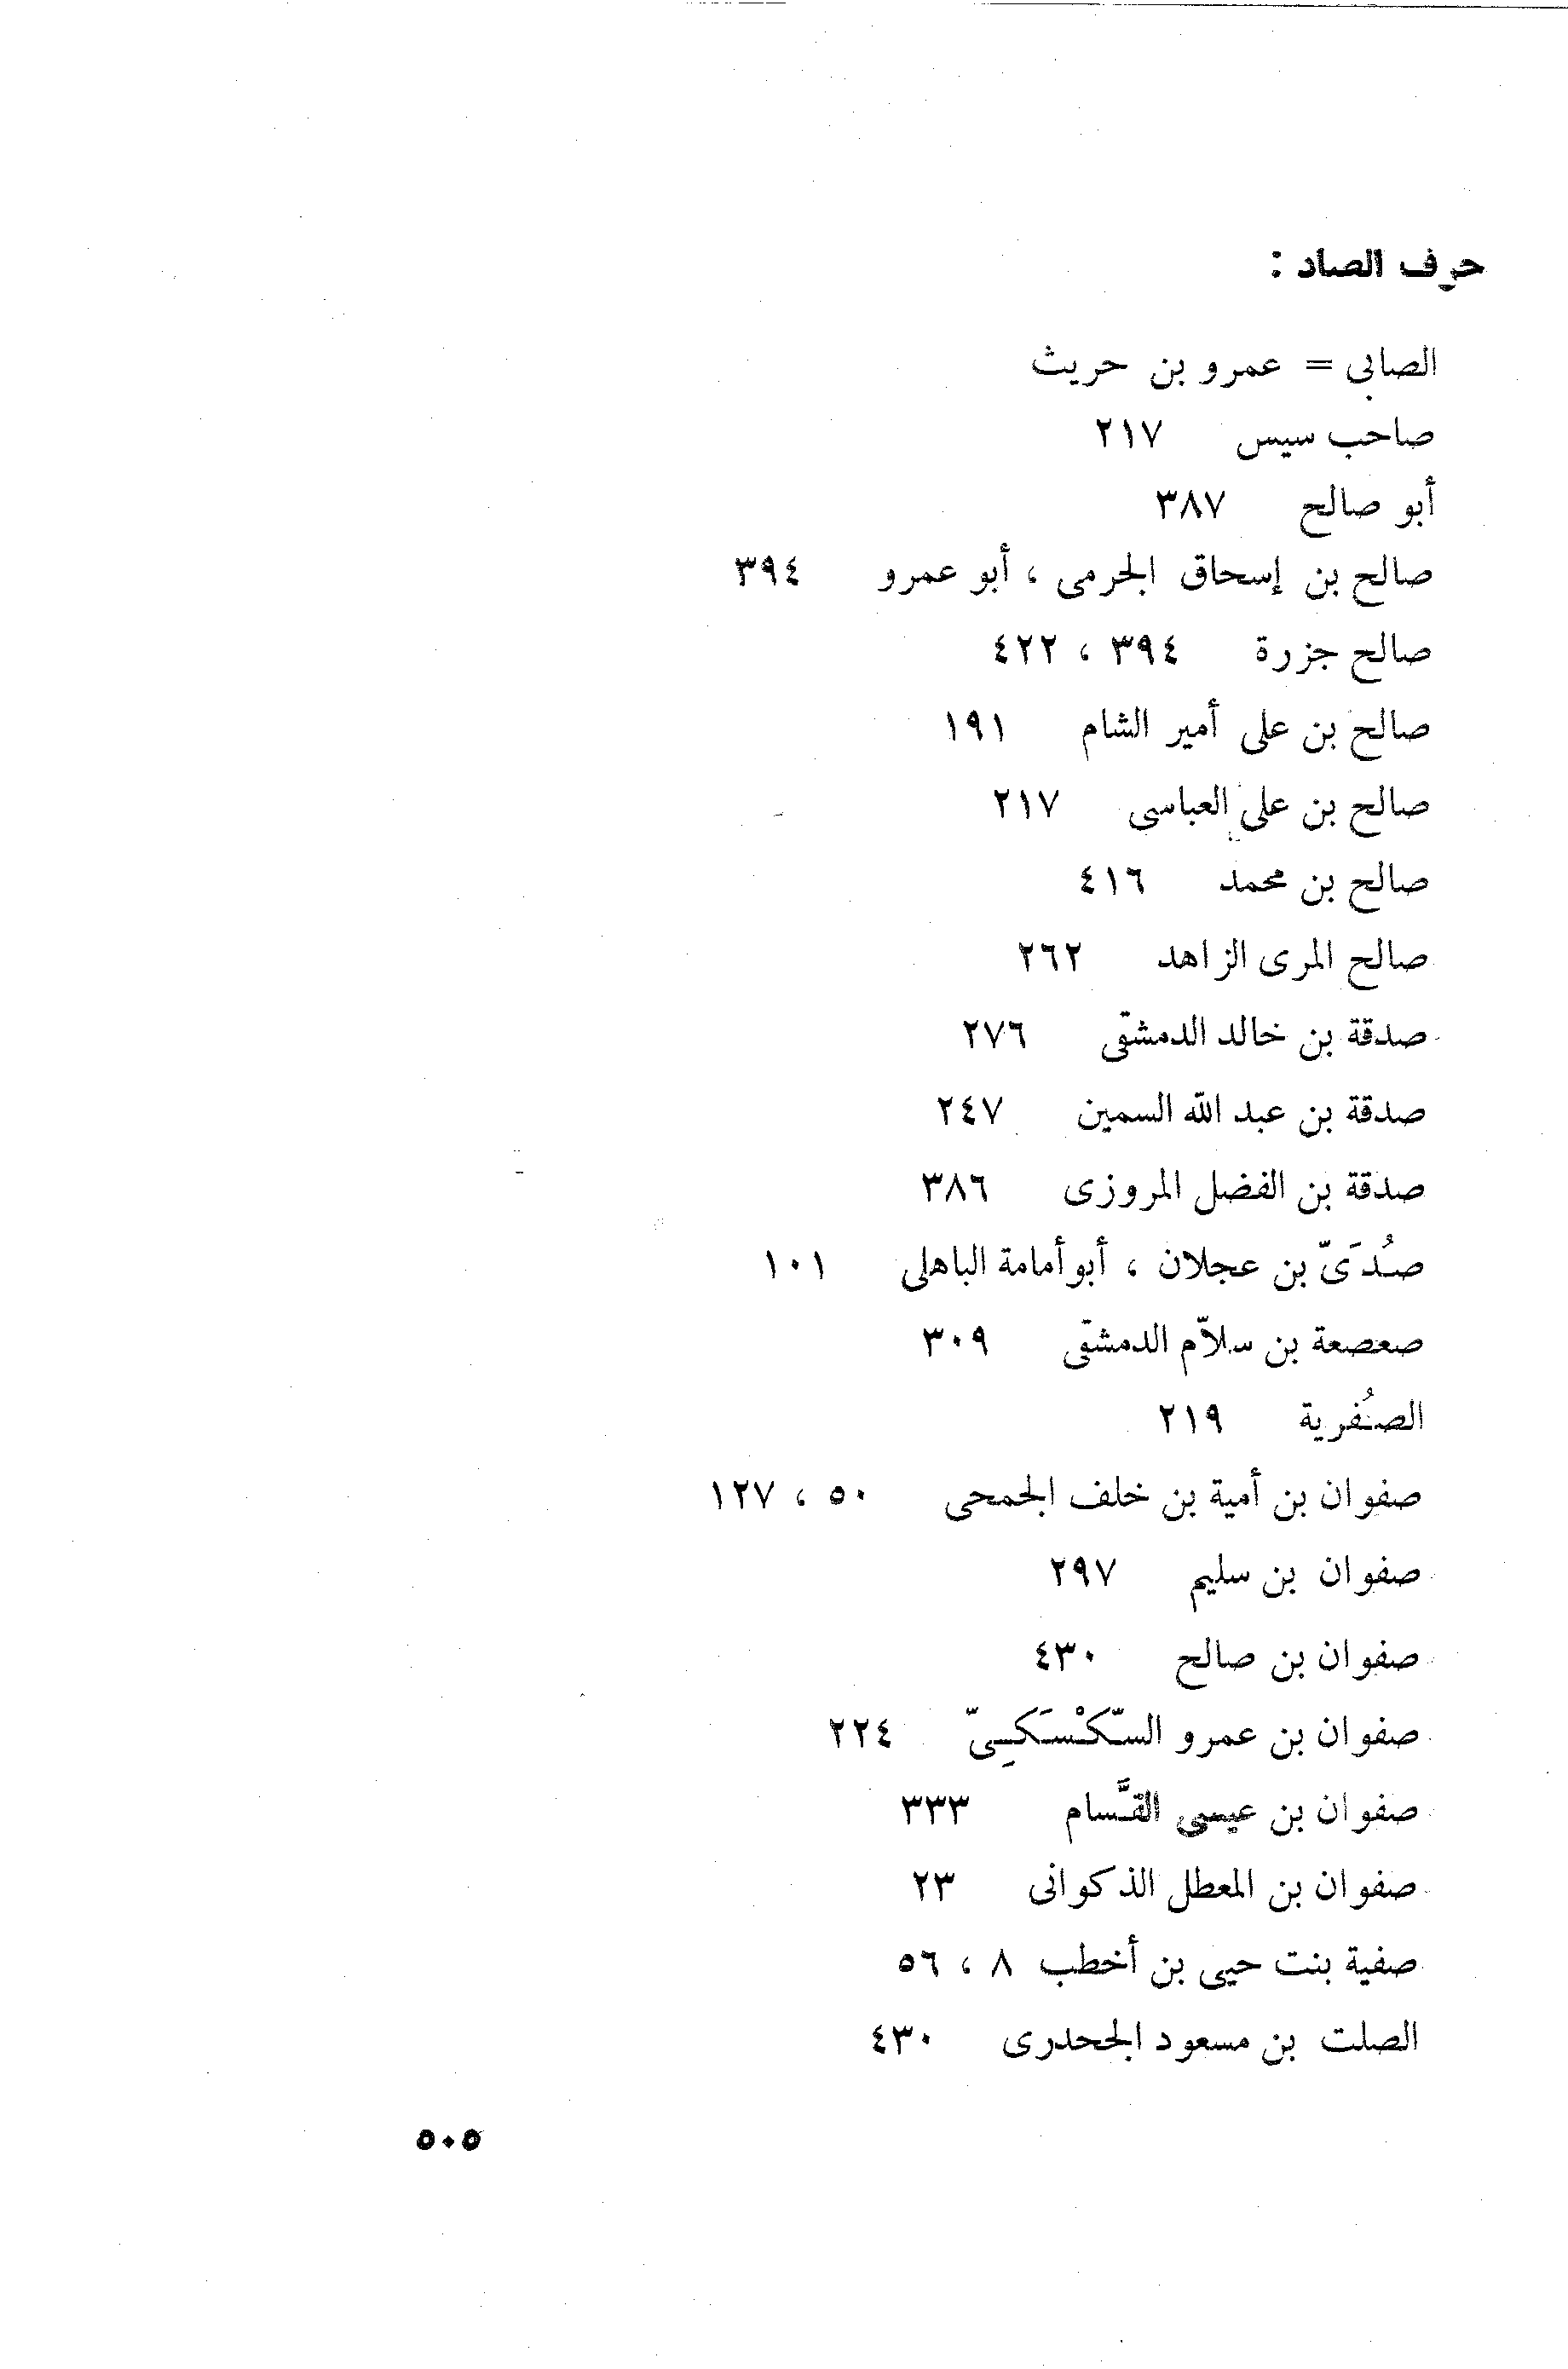 حرف الصاد :
الصابى = عمرو بن حريث
صاحب سيس ٢١٧
أبو صالح ٣٨٧
صالح بن إسحاق الجرمى ، أبو عمرو ٣٩٤
صالح جزرة ٣٩٤ ، ٤٢٢
صالح بن على أمير الشام ١٩١
صالح بن على العباسى ٢١٧
صالح بن محمد ٤١٦
صالح المرى الزاهد ٢٦٢
صدقة بن خالد الدمشقى ٢٧٦
صدقة بن عبد الله السمين ٢٤٧
صدقة بن الفضل المروزى ٣٨٦
صُدَىّ بن عجلان ، أبو أمامة الباهلى ١٠١
صعصعة بن سلاّم الدمشقى ٣٠٩
الصُفرية ٢١٩
صفوان بن أمية بن خلف الجمحى ٥٠ ، ١٢٧
صفوان بن سليم ٢٩٧
صفوان بن صالح ٤٣٠
صفوان بن عمرو السّكْسَكِىّ ٢٢٤
صفوان بن عيسى القَّسام ٣٣٣
صفوان بن المعطل الذكوانى ٢٣
صفية بنت حيى بن أخطب ٨ ، ٥٦
الصلت بن مسعود الجحدرى ٤٣٠
٥٠٥